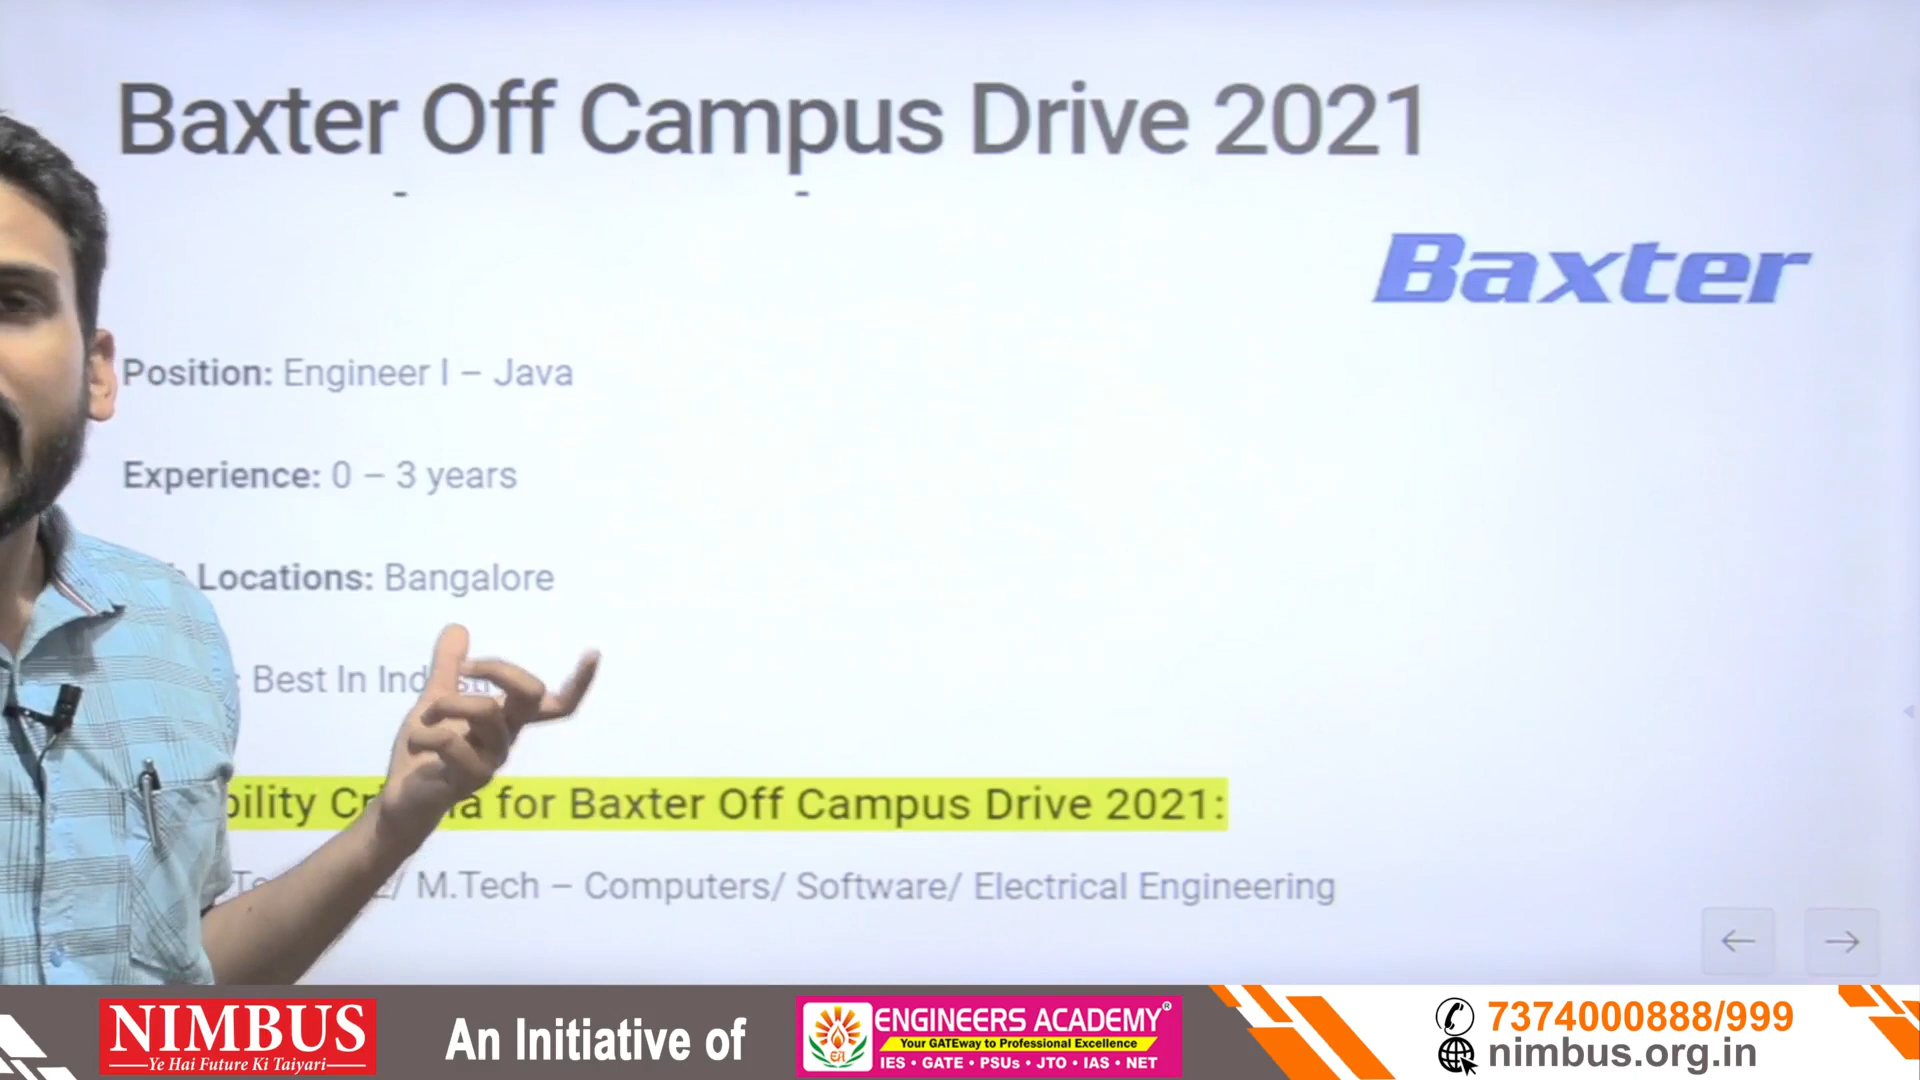 Baxter Off Campus Drive 2021
Baxter
Position: Engineer I – Java
Experience: 0 – 3 years
Locations: Bangalore
: Best In
for Baxter Off Campus Drive 2021:
M.Tech – Computers/ Software/ Electrical Engineering
NIMBUS
Ye Hai Future Ki Taiyari
An Initiative of
EA
ENGINEERS ACADEMY®
Your GATEway to Professional Excellence
IES • GATE • PSUs • JTO • IAS • NET
7374000888/999
nimbus.org.in